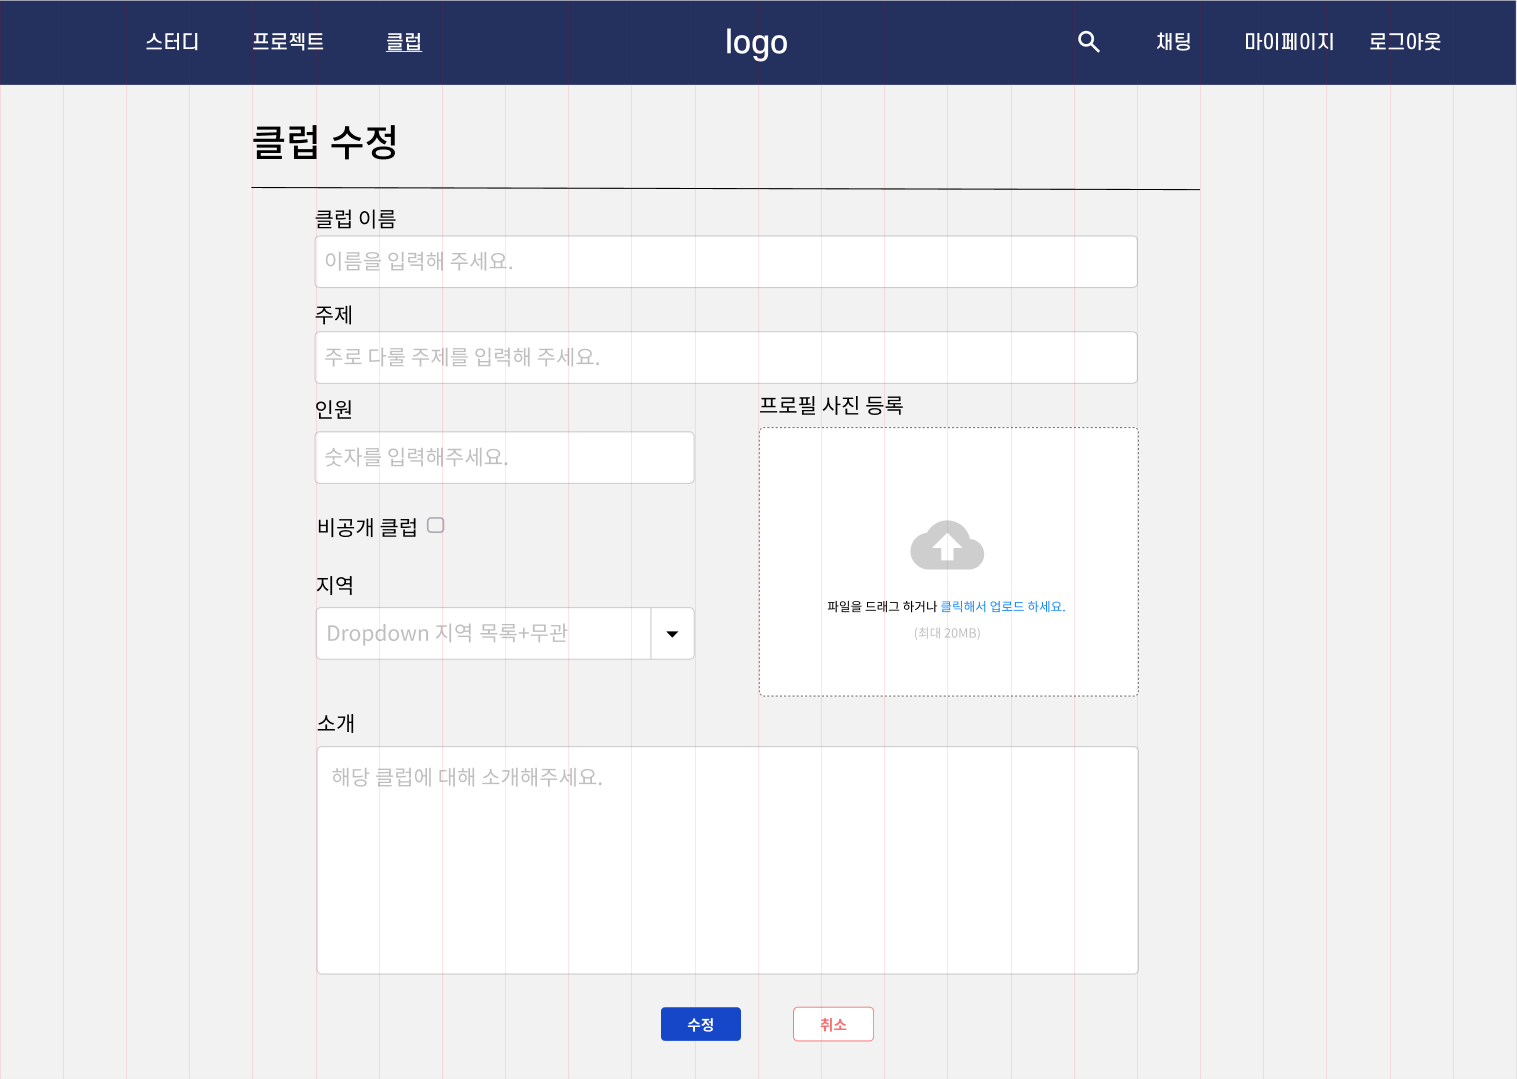 스터디 프로젝트 클럽 logo 채팅 마이페이지 로그아웃
클럽 수정
클럽 이름
이름을 입력해 주세요.
주제
주로 다룰 주제를 입력해 주세요.
인원
숫자를 입력해주세요.
비공개 클럽
지역
Dropdown 지역 목록+무관
프로필 사진 등록
파일을 드래그 하거나 클릭해서 업로드 하세요.
(최대 20MB)
소개
해당 클럽에 대해 소개해주세요.
수정 취소